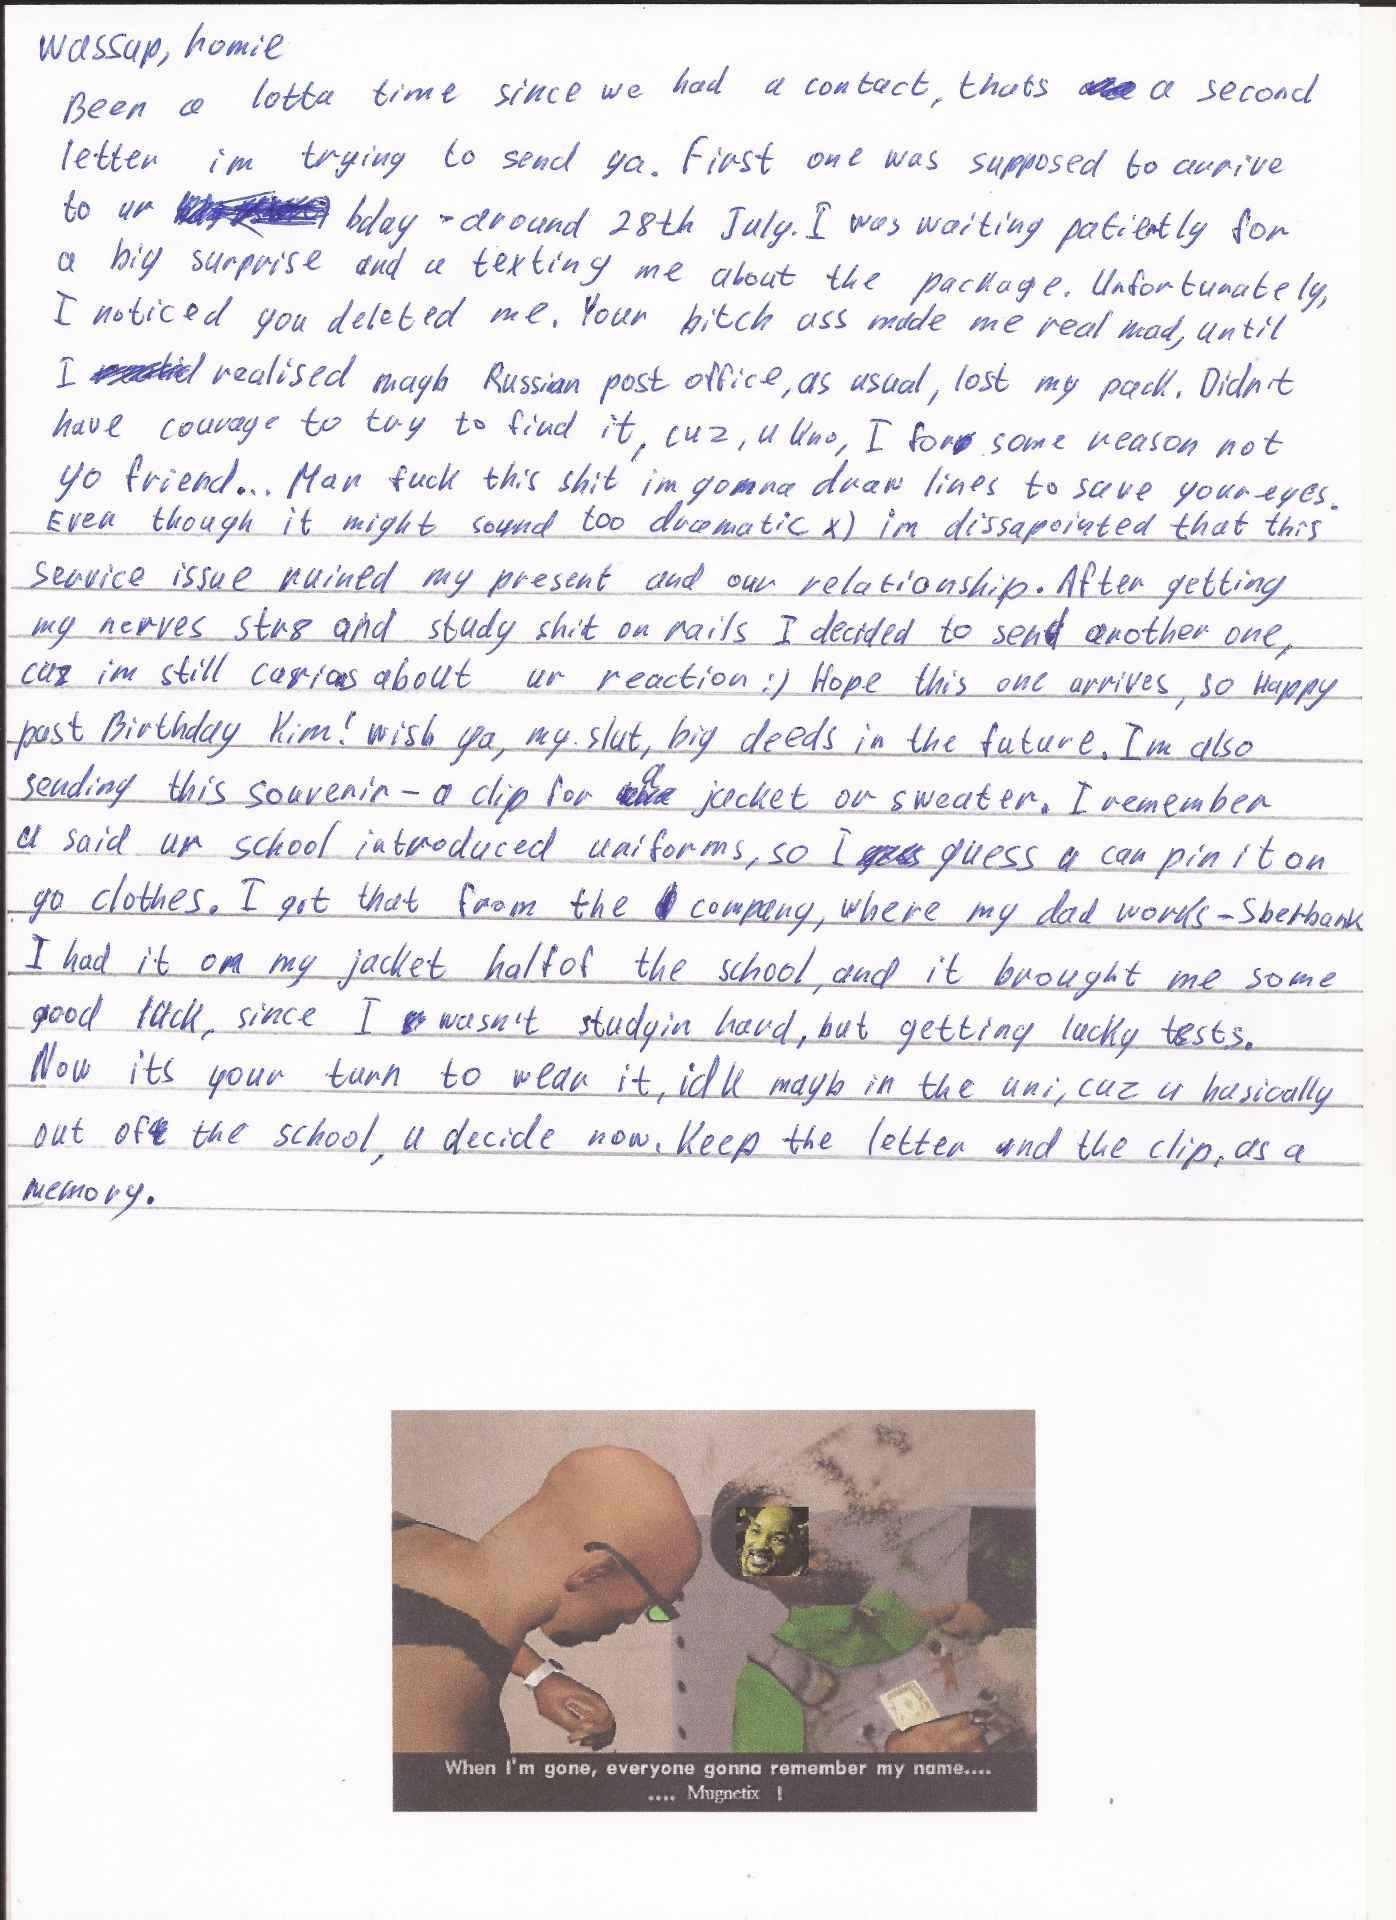 Wassup, homie
Been a lotta time since we had a contact, thats a second
letter im trying to send ya. First one was supposed to arrive
to ur bday - around 28th July. I was waiting patiently for
a big surprise and a texting me about the package. Unfortunately,
I noticed you deleted me. Your bitch ass made me real mad, until
I realised mayb Russian post office, as usual, lost my pack. Didn't
have courage to try to find it, cuz, u kno, I for some reason not
yo friend... Man fuck this shit im gonna draw lines to save your eyes.
Even though it might sound too dramatic x) im dissapointed that this
service issue ruined my present and our relationship. After getting
my nerves str8 and study shit on rails I decided to send another one,
cuz im still curios about ur reaction :) Hope this one arrives, so Happy
past Birthday Kim! wish ya, my slut, big deeds in the future. Im also
sending this souvenir - a clip for a jacket or sweater. I remember
u said ur school introduced uniforms, so I guess u can pin it on
yo clothes. I got that from the company, where my dad works - Sberbank
I had it on my jacket half of the school, and it brought me some
good luck, since I wasn't studyin hard, but getting lucky tests.
Now its your turn to wear it, idk mayb in the uni, cuz u basically
out of the school, u decide now. Keep the letter and the clip, as a
memory.
When I'm gone, everyone gonna remember my name....
.... Mugnetix !